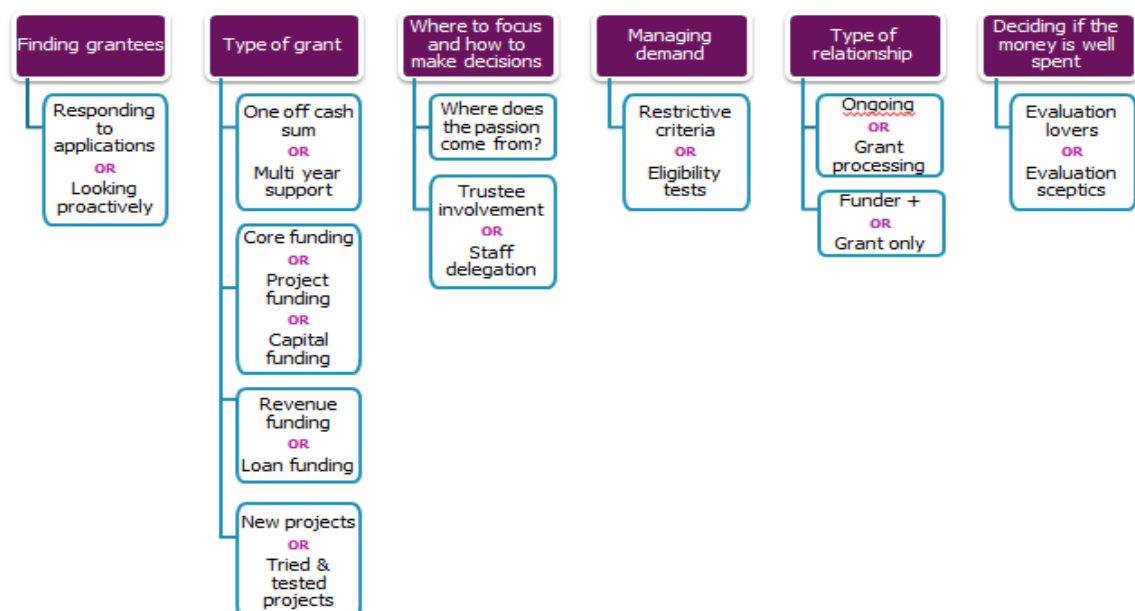 Finding grantees
Responding
to
applications
OR
Looking
proactively
Type of grant
One off cash
sum
OR
Multi year
support
Core funding
OR
Project
funding
OR
Capital
funding
Revenue
funding
OR
Loan funding
New projects
OR
Tried &
tested
projects
Where to focus
and how to
make decisions
Where does
the passion
come from?
Trustee
involvement
OR
Staff
delegation
Managing
demand
Restrictive
criteria
OR
Eligibility
tests
Type of
relationship
Ongoing
OR
Grant
processing
Funder +
OR
Grant only
Deciding if the
money is well
spent
Evaluation
lovers
OR
Evaluation
sceptics